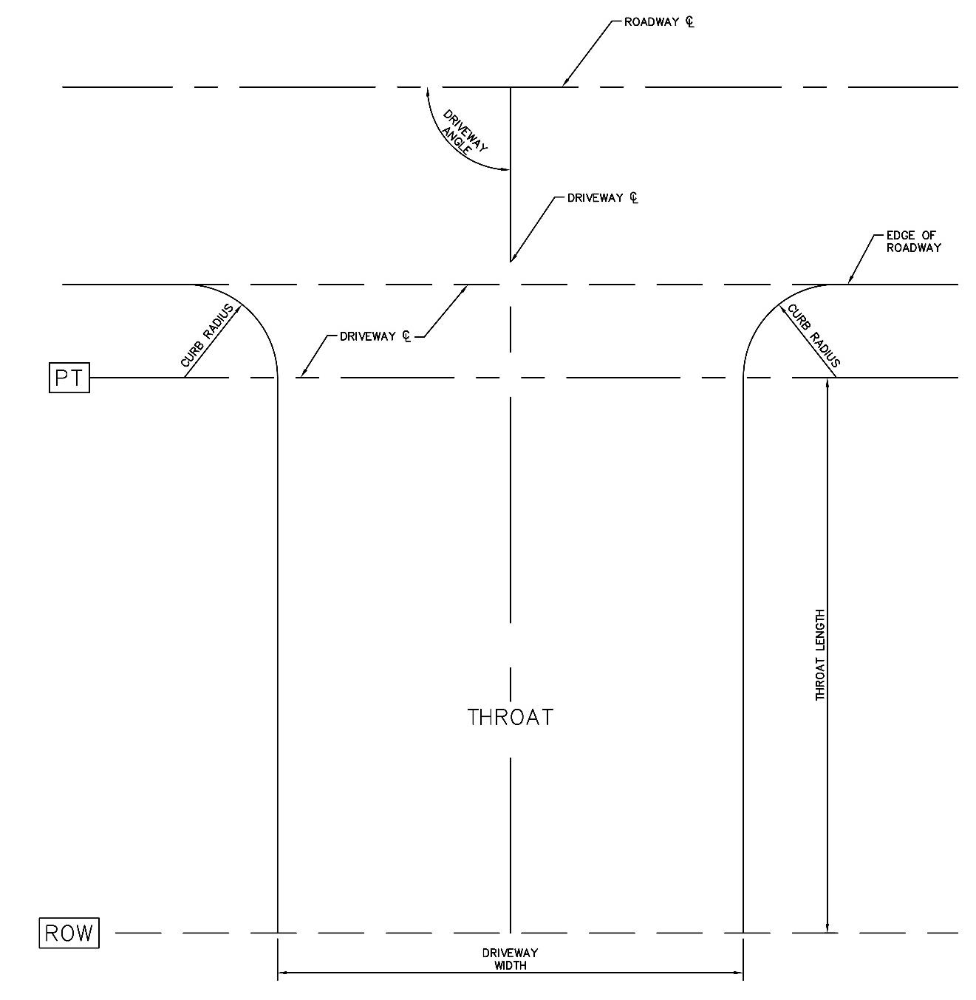 ROADWAY ℄
DRIVEWAY
ANGLE
DRIVEWAY ℄
EDGE OF
ROADWAY
CURB RADIUS
DRIVEWAY ℄
CURB RADIUS
PT
THROAT LENGTH
THROAT
ROW
DRIVEWAY
WIDTH